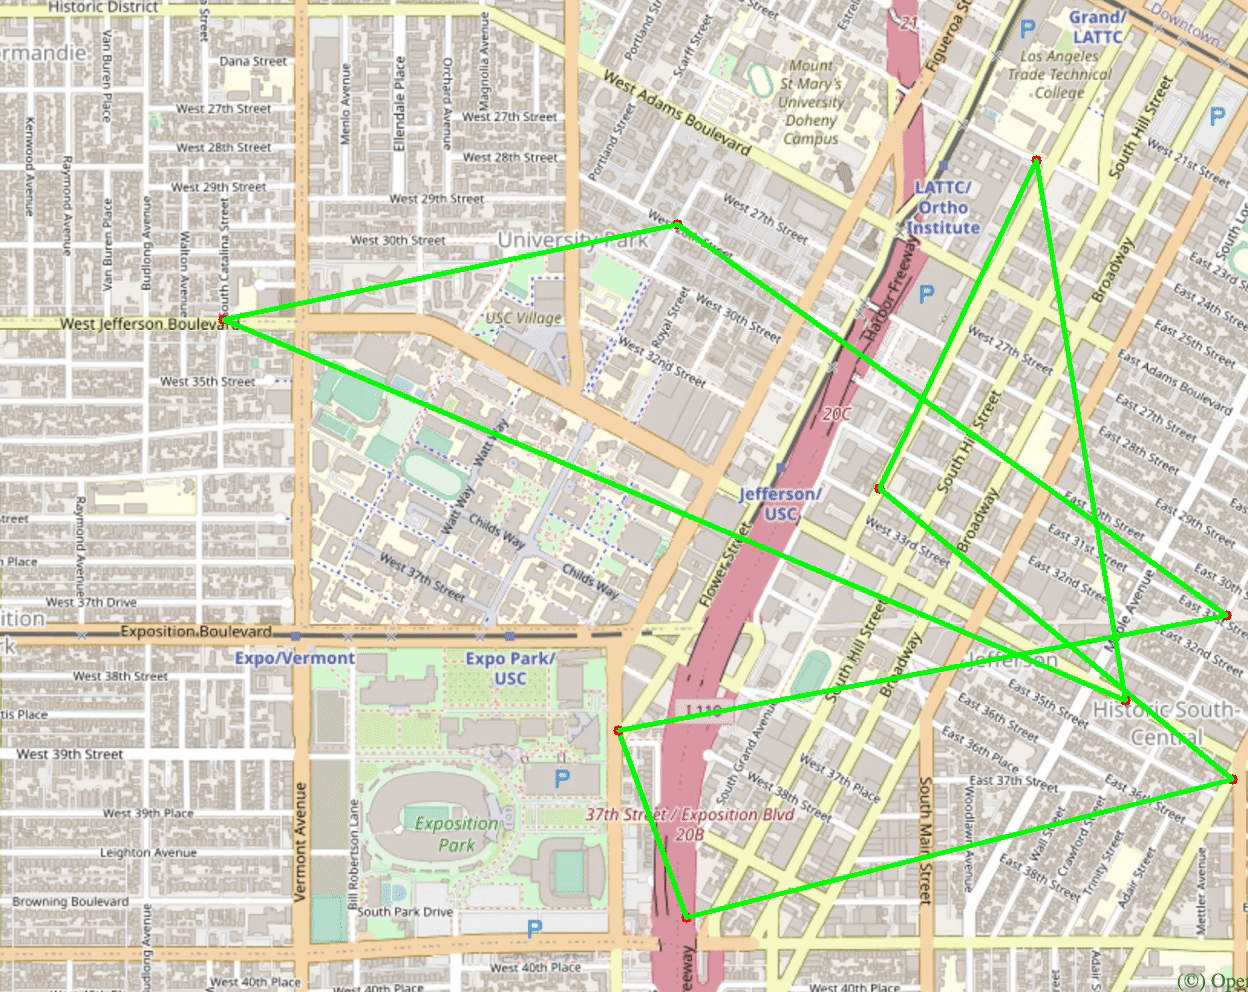 Historic District
Portland Street
Scarff Street
21
Figueroa St
Grand/
LATTC
Downtown
P
Dana Street
Van Buren Place
Menlo Avenue
Ellendale Place
Orchard Avenue
Magnolia Avenue
Mount
St Mary's
University
Doheny
Campus
Los Angeles
Trade Technical
College
West Adams Boulevard
West 27th Street
West 27th Street
South Hill Street
P
West 28th Street
West 28th Street
Portland Street
West 21st Street
Kenwood Avenue
Raymond Avenue
West 29th Street
West 29th Street
West 27th Street
LATTC/
Ortho
Institute
Van Buren Place
Budlong Avenue
Walton Avenue
South Catalina Street
West 30th Street
University Park
Harbor Freeway
Broadway
East 24th Street
P
USC Village
Royal Street
West 30th Street
West Jefferson Boulevard
West 32nd Street
West 27th Street
East 25th Street
East Adams Boulevard
West 35th Street
20C
South Hill Street
East 27th Street
East 28th Street
Watt Way
Raymond Avenue
Watt Way
Childs Way
Jefferson/
USC
Broadway
East 29th Street
West 33rd Street
East 31st Street
West 37th Street
Childs Way
Flower Street
East 32nd Street
West 37th Drive
Exposition Boulevard
South Hill Street
East 32nd Street
Expo/Vermont
Expo Park/
USC
Broadway
Jefferson
West 38th Street
East 35th Street
Historic South-
Central
I 110
East 36th Street
West 39th Street
South Grand Avenue
East 36th Place
P
West 37th Place
East 37th Street
East 36th Street
West 38th Street
West 39th Place
Vermont Avenue
Bill Robertson Lane
Exposition
Park
37th Street / Exposition Blvd
20B
South Main Street
Woodlawn Avenue
Wall Street
Crawford Street
Trinity Street
Adair Street
Mettler Avenue
Leighton Avenue
East 38th Street
Browning Boulevard
South Park Drive
P
West 40th Place
West 40th Place
West 40th Place
(©) Oper